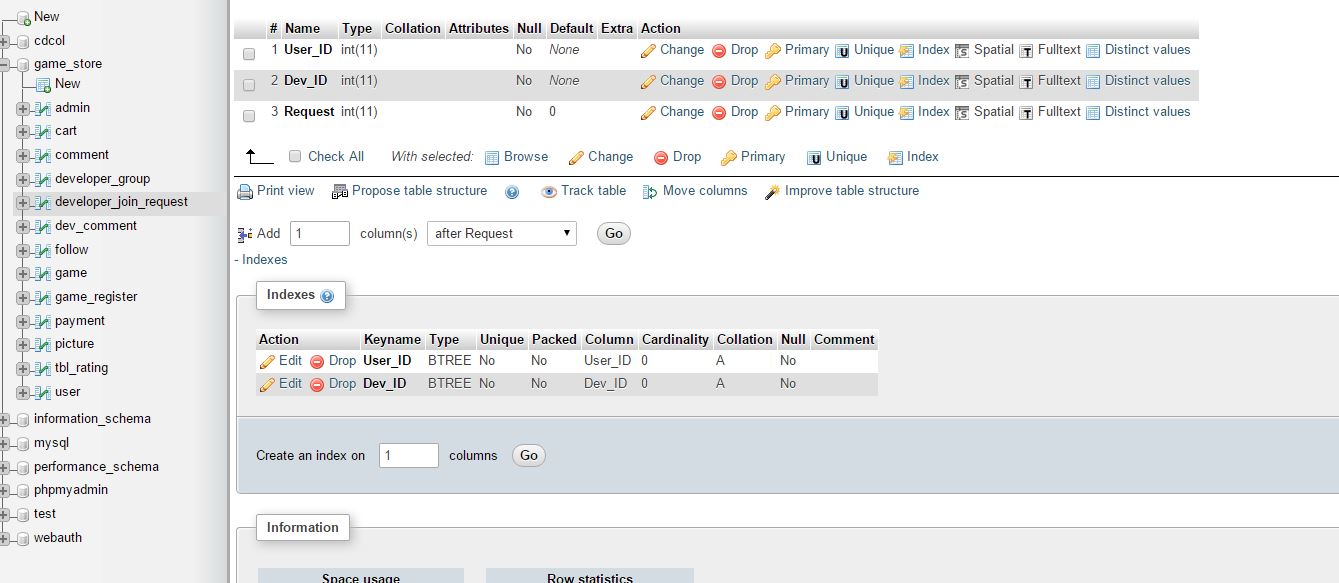 New
cdcol
game_store
New
admin
cart
comment
developer_group
developer_join_request
dev_comment
follow
game
game_register
payment
picture
tbl_rating
user
information_schema
mysql
performance_schema
phpmyadmin
test
webauth
# Name Type Collation Attributes Null Default Extra Action
1 User_ID int(11) No None Change Drop Primary U Unique Index S Spatial T Fulltext Distinct values
2 Dev_ID int(11) No None Change Drop Primary U Unique Index S Spatial T Fulltext Distinct values
3 Request int(11) No 0 Change Drop Primary U Unique Index S Spatial T Fulltext Distinct values
Check All With selected: Browse Change Drop Primary U Unique Index
Print view Propose table structure ? Track table Move columns Improve table structure
Add 1 column(s) after Request Go
- Indexes
Indexes ?
Action Keyname Type Unique Packed Column Cardinality Collation Null Comment
Edit Drop User_ID BTREE No No User_ID 0 A No
Edit Drop Dev_ID BTREE No No Dev_ID 0 A No
Create an index on 1 columns Go
Information
Space usage Row statistics